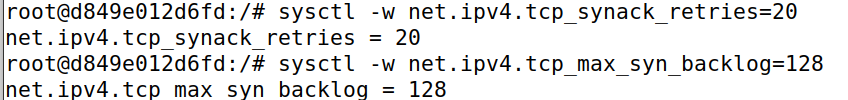 root@d849e012d6fd:/# sysctl -w net.ipv4.tcp_synack_retries=20
net.ipv4.tcp_synack_retries = 20
root@d849e012d6fd:/# sysctl -w net.ipv4.tcp_max_syn_backlog=128
net.ipv4.tcp_max_syn_backlog = 128